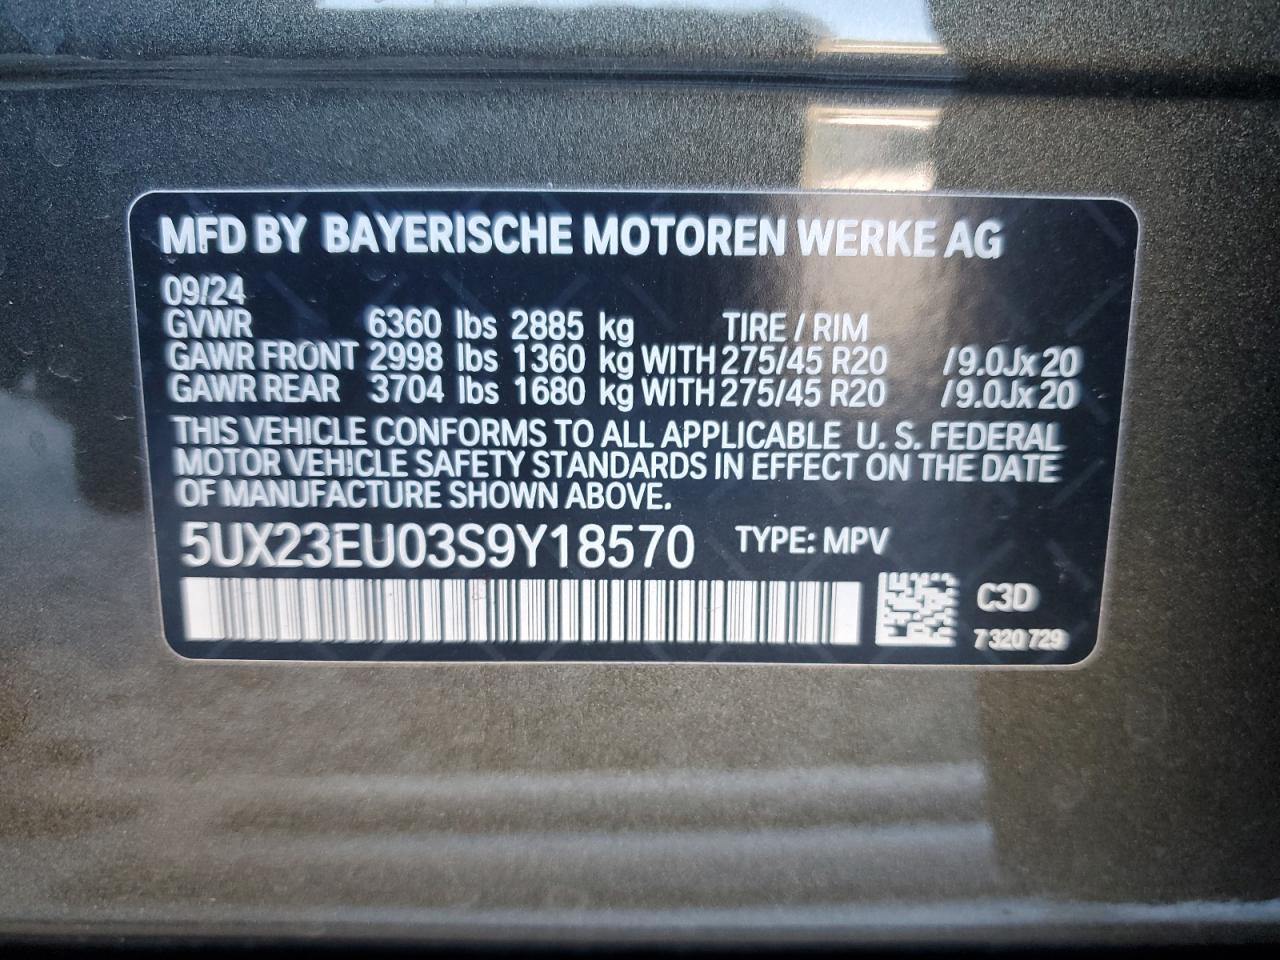 MFD BY BAYERISCHE MOTOREN WERKE AG
09/24
GVWR 6360 lbs 2885 kg TIRE / RIM
GAWR FRONT 2998 lbs 1360 kg WITH 275/45 R20 /9.0Jx20
GAWR REAR 3704 lbs 1680 kg WITH 275/45 R20 /9.0Jx20
THIS VEHICLE CONFORMS TO ALL APPLICABLE U. S. FEDERAL
MOTOR VEHICLE SAFETY STANDARDS IN EFFECT ON THE DATE
OF MANUFACTURE SHOWN ABOVE.
5UX23EU03S9Y18570 TYPE: MPV
C3D
7 320 729